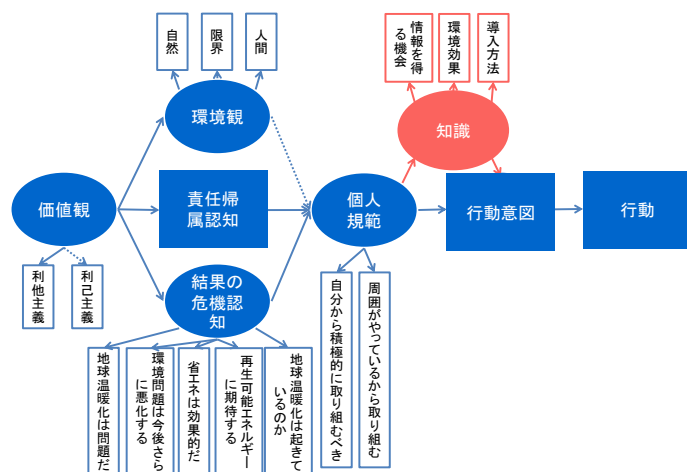 自然
限界
人間
情報を得
る機会
環境効果
導入方法
環境観
知識
価値観
責任帰
属認知
個人
規範
行動意図
行動
利他主義
利己主義
結果の
危機認
知
地球温暖化は問題だ
環境問題は今後さら
に悪化する
省エネは効果的だ
再生可能エネルギー
に期待する
地球温暖化は起きて
いるのか
自分から積極的に取り組むべき
周囲がやっているから取り組む